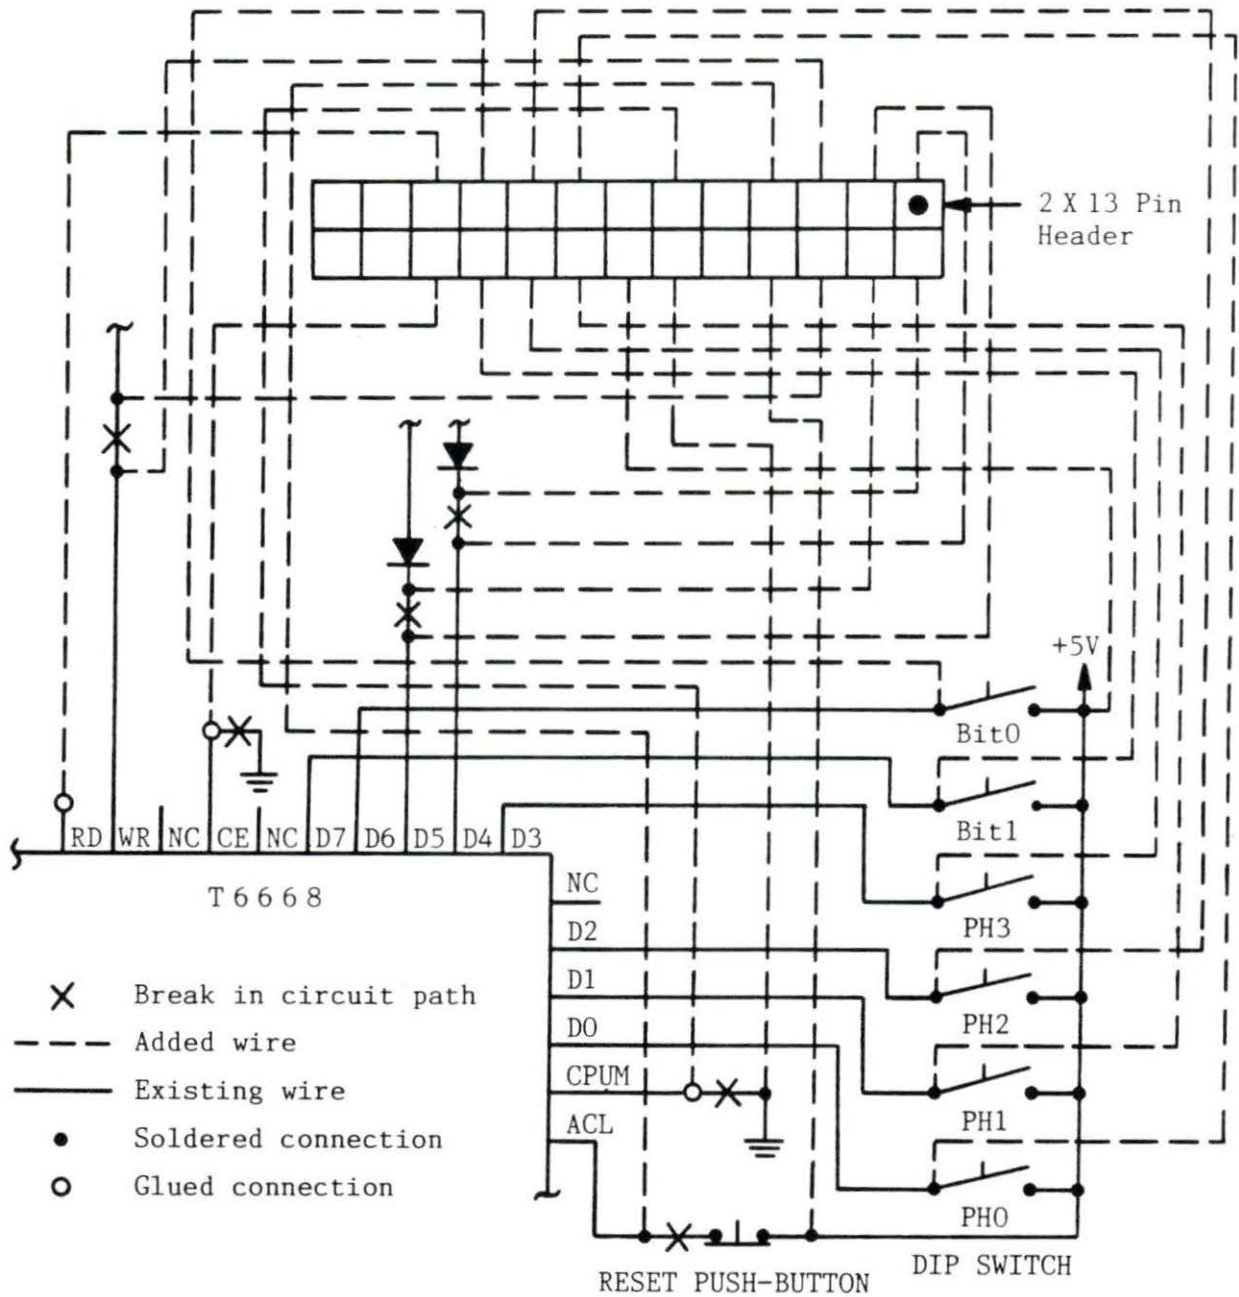 2 X 13 Pin
Header
+5V
Bit0
Bit1
RD WR NC CE NC D7 D6 D5 D4 D3
T6668
NC
D2
D1
D0
CPUM
ACL
PH3
PH2
PH1
PH0
Break in circuit path
Added wire
Existing wire
Soldered connection
Glued connection
DIP SWITCH
RESET PUSH-BUTTON